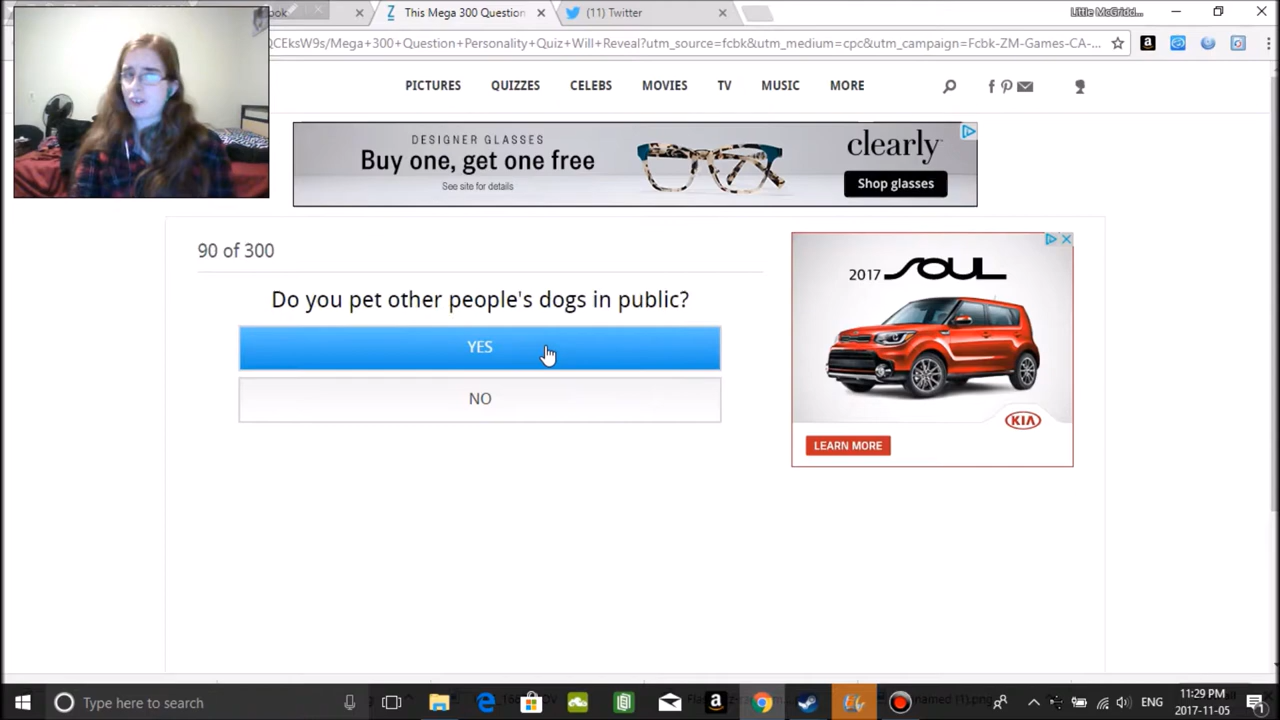 ook
This Mega 300 Question
(11) Twitter
Little McGridd...
QCEksW9s/Mega+300+Question+Personality+Quiz+Will+Reveal?utm_source=fcbk&utm_medium=cpc&utm_campaign=Fcbk-ZM-Games-CA-...
PICTURES QUIZZES CELEBS MOVIES TV MUSIC MORE
DESIGNER GLASSES
Buy one, get one free
See site for details
clearly
Shop glasses
90 of 300
Do you pet other people's dogs in public?
YES
NO
2017 SOUL
KIA
LEARN MORE
Type here to search
ENG
11:29 PM
2017-11-05